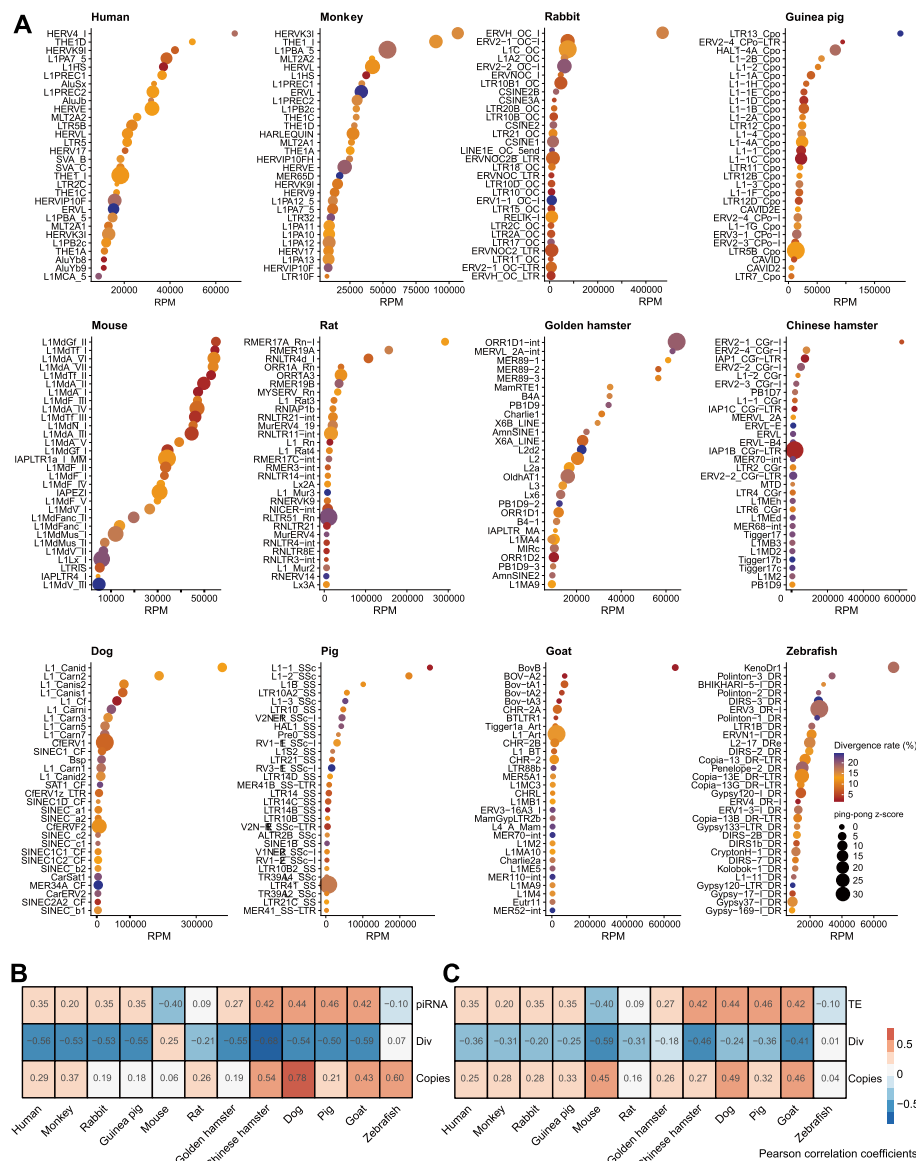 A
Human
HERV4_I
THE1D
HERVK9I
L1PA7_5
L1HS
L1PREC1
AluSx
L1PREC2
AluJb
HERVE
MLT2A2
LTR5B
HERVL
LTR5
HERV17
SVA_B
SVA_C
THE1_I
LTR2C
THE1C
HERVIP10F
ERVL
L1PBA_5
MLT2A1
HERVK3I
L1PB2c
THE1A
AluYb8
AluYb9
L1MCA_5
20000 40000 60000
RPM
Monkey
HERVK3I
THE1_I
L1PBA_5
MLT2A2
HERVL
L1HS
L1PREC1
ERVL
L1PREC2
L1PB2c
THE1C
THE1D
HARLEQUIN
MLT2A1
THE1A
HERVIP10FH
HERVE
MER65D
HERVK9I
HERV9
L1PA12_5
L1PA7_5
LTR32
L1PA11
L1PA10
L1PA12
HERV17
L1PA13
HERVIP10F
LTR10F
25000 50000 75000 100000
RPM
Rabbit
ERVH_OC_I
ERV2-1_OC-I
L1C_OC
L1A2_OC
ERV2-2_OC-I
ERVNOC_I
LTR10B1_OC
CSINE2B
CSINE3A
LTR20B_OC
LTR10B_OC
CSINE2
LTR21_OC
CSINE1
LINE1E_OC_5end
ERVNOC2B_LTR
LTR18_OC
ERVNOC_LTR
LTR10D_OC
LTR10_OC
ERV1-1_OC-I
LTR15_OC
RELIK-I
LTR2C_OC
LTR2A_OC
LTR17_OC
ERVNOC2_LTR
LTR11_OC
ERV2-1_OC-LTR
ERVH_OC_LTR
0 200000 400000
RPM
Guinea pig
LTR13_Cpo
ERV2-4_CPo-LTR
HAL1-4A_Cpo
L1-2B_Cpo
L1-2_Cpo
L1-1A_Cpo
L1-1H_Cpo
L1-1E_Cpo
L1-1D_Cpo
L1-1B_Cpo
L1-2A_Cpo
LTR12_Cpo
L1-4_Cpo
L1-4A_Cpo
L1-1_Cpo
L1-1C_Cpo
LTR11_Cpo
LTR12B_Cpo
L1-3_Cpo
L1-1F_Cpo
LTR12D_Cpo
CAVID2E
ERV2-4_CPo-I
L1-1G_Cpo
ERV3-1_CPo-I
ERV2-3_CPo-I
LTR5B_Cpo
CAVID
CAVID2
LTR7_Cpo
0 50000 150000
RPM
Mouse
L1MdGf_II
L1MdTf_I
L1MdA_VI
L1MdA_VII
L1MdTf_II
L1MdA_II
L1MdA_I
L1MdF_III
L1MdA_IV
L1MdTf_III
L1MdN_I
L1MdA_III
L1MdA_V
L1MdGf_I
IAPLTR1a_I_MM
L1MdF_II
L1MdF_I
L1MdF_IV
IAPEZI
L1MdF_V
L1MdV_I
L1MdFanc_II
L1MdFanc_I
L1MdMus_I
L1MdMus_II
L1MdV_II
L1Lx_I
LTRIS
IAPLTR4_I
L1MdV_III
10000 30000 50000
RPM
Rat
RMER17A_Rn-I
RMER19A
RNLTR4d_I
ORR1A_Rn
ORR1A3
RMER19B
MYSERV_Rn
L1_Rat3
RNIAP1b
RNLTR21-int
MurERV4_19
RNLTR11-int
L1_Rn
L1_Rat4
RMER17C-int
RMER3-int
RNLTR14-int
Lx2A
L1_Mur3
RNERVK9
NICER-int
RLTR51_Rn
RNLTR21
MurERV4
RNLTR4-int
RNLTR8E
RNLTR3-int
L1_Mur2
RNERV14
Lx3A
0 100000 200000 300000
RPM
Golden hamster
ORR1D1-int
MERVL_2A-int
MER89-1
MER89-2
MER89-3
MamRTE1
B4A
PB1D9
Charlie1
X6B_LINE
AmnSINE1
X6A_LINE
L2d2
L2
L2a
OldhAT1
L3
Lx6
PB1D9-2
ORR1D1
B4-1
IAPLTR_MA
L1MA4
MIRc
ORR1D2
PB1D9-3
AmnSINE2
L1MA9
20000 40000 60000
RPM
Chinese hamster
ERV2-1_CGr-I
ERV2-4_CGr-I
IAP1_CGr-LTR
ERV2-2_CGr-I
L1-2_CGr
ERV2-3_CGr-I
PB1D7
L1-1_CGr
IAP1C_CGr-LTR
MERVL_2A
ERVL-E
ERVL
ERVL-B4
IAP1B_CGr-LTR
MER70-int
LTR2_CGr
ERV2-2_CGr-LTR
MTD
LTR4_CGr
L1MEh
LTR6_CGr
L1MEd
MER68-int
Tigger17
L1MB3
L1MD2
Tigger17b
Tigger17c
L1M2
PB1D9
0 200000 400000 600000
RPM
Dog
L1_Canid
L1_Carn2
L1_Canis2
L1_Canis1
L1_Cf
L1_Carni
L1_Carn3
L1_Carn5
L1_Carn7
CfERV1
SINEC1_CF
Bsp
L1_Carn1
L1_Canid2
SAT1_CF
CfERV1z_LTR
SINEC1D_CF
SINEC_a1
SINEC_a2
CfERVF2
SINEC_c2
SINEC_c1
SINEC1C1_CF
SINEC1C2_CF
SINEC_b2
CarSat1
MER34A_CF
CarERV2
SINEC2A2_CF
SINEC_b1
0 100000 300000
RPM
Pig
L1-1_SSc
L1-2_SSc
L1B_SS
LTR10A2_SS
L1-3_SSc
LTR10_SS
HAL1_SS
Pre0_SS
L1S2_SS
LTR21_SS
LTR14D_SS
MER41B_SS-LTR
LTR14_SS
LTR14C_SS
LTR14B_SS
LTR10B_SS
ALTR2B_SSc
SINE1B_SS
LTR10B2_SS
LTR41_SS
LTR21C_SS
MER41_SS-LTR
0 100000 200000
RPM
Goat
BovB
BOV-A2
Bov-tA1
Bov-tA2
Bov-tA3
CHR-2A
BTLTR1
Tigger1a_Art
L1_Art
CHR-2B
L1_BT
CHR-2
LTR88b
MER5A1
L1MC3
CHRL
L1MB1
ERV3-16A3_I
MamGypLTR2b
L4_A_Mam
MER70-int
L1M2
L1MA10
Charlie2a
L1ME5
MER110-int
L1MA9
L1M4
Eutr11
MER52-int
0 200000 400000 600000
RPM
Zebrafish
KenoDr1
Polinton-3_DR
BHIKHARI-5-I_DR
Polinton-2_DR
DIRS-3_DR
ERV3_DR-I
Polinton-1_DR
LTR1B_DR
ERVN1-I_DR
L2-17_DRe
DIRS-2_DR
Copia-13_DR-LTR
Penelope-2_DR
Copia-13E_DR-LTR
Copia-13G_DR-LTR
Gypsy120-I_DR
ERV4_DR-I
ERV1-3-I_DR
Copia-13B_DR-LTR
Gypsy133-LTR_DR
DIRS-2B_DR
DIRS1b_DR
CryptonH-1_DR
DIRS-7_DR
Kolobok-1_DR
L1-11_DR
Gypsy120-LTR_DR
Gypsy-17-I_DR
Gypsy37-I_DR
Gypsy-169-I_DR
20000 40000 60000
RPM
Divergence rate (%)
20
15
10
5
ping-pong z-score
0
5
10
15
20
25
30
B
0.35 0.20 0.35 0.35 −0.40 0.09 0.27 0.42 0.44 0.46 0.42 −0.10 piRNA
−0.56 −0.53 −0.53 −0.55 0.25 −0.21 −0.55 −0.54 −0.50 −0.59 0.07 Div
0.29 0.37 0.19 0.18 0.06 0.26 0.19 0.54 0.78 0.21 0.43 0.60 Copies
Human Monkey Rabbit Guinea pig Mouse Rat Golden hamster Chinese hamster Dog Pig Goat Zebrafish
C
0.35 0.20 0.35 0.35 −0.40 0.09 0.27 0.42 0.44 0.46 0.42 −0.10 TE
−0.36 −0.31 −0.20 −0.25 −0.59 −0.31 −0.18 −0.46 −0.24 −0.36 −0.41 0.01 Div
0.25 0.28 0.28 0.33 0.45 0.16 0.26 0.27 0.49 0.32 0.46 0.04 Copies
Human Monkey Rabbit Guinea pig Mouse Rat Golden hamster Chinese hamster Dog Pig Goat Zebrafish
0.5
0
−0.5
Pearson correlation coefficients